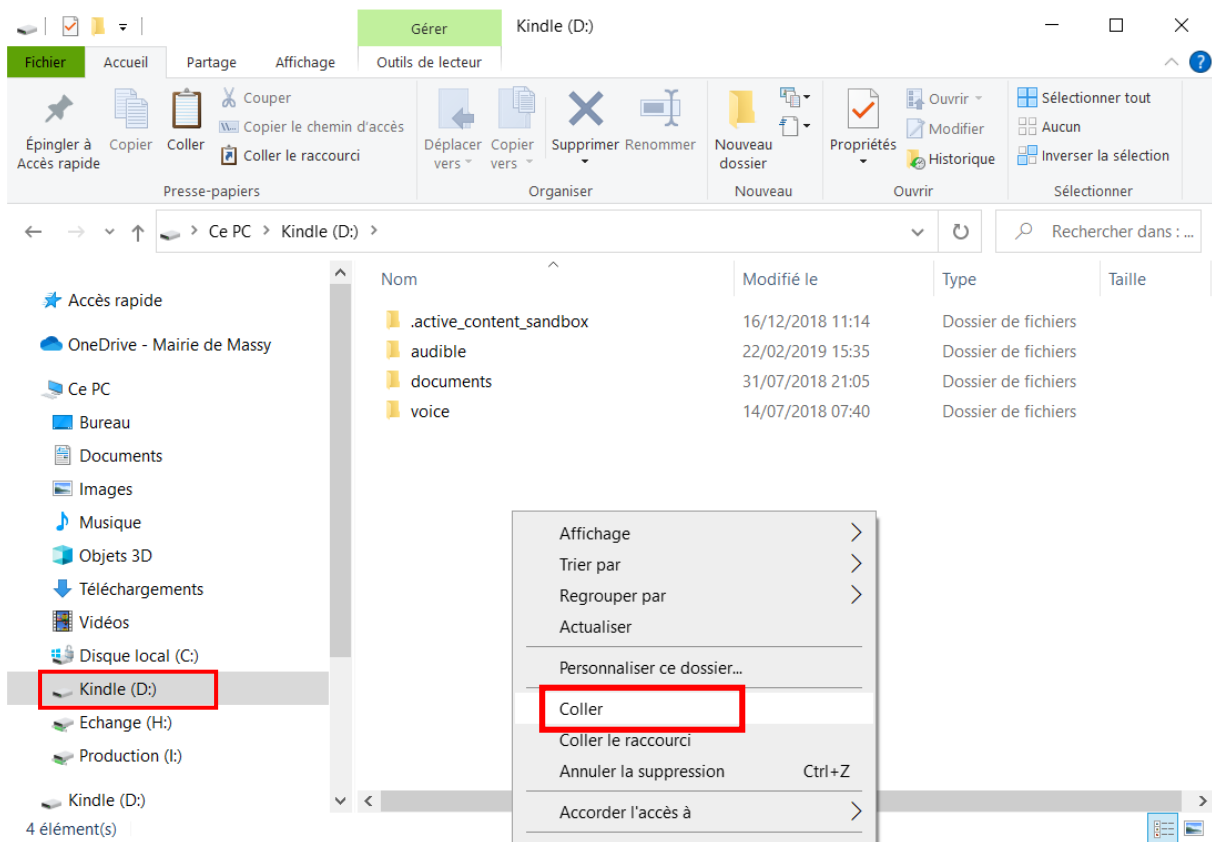 Gérer
Kindle (D:)
Fichier
Accueil
Partage
Affichage
Outils de lecteur
?
Épingler à
Accès rapide
Copier
Coller
Couper
W... Copier le chemin d'accès
Coller le raccourci
Presse-papiers
Déplacer
vers
Copier
vers
Supprimer
Renommer
Organiser
Nouveau
dossier
Nouveau
Propriétés
Ouvrir
Modifier
Historique
Ouvrir
Sélectionner tout
Aucun
Inverser la sélection
Sélectionner
Ce PC > Kindle (D:) >
Rechercher dans : ...
Accès rapide
OneDrive - Mairie de Massy
Ce PC
Bureau
Documents
Images
Musique
Objets 3D
Téléchargements
Vidéos
Disque local (C:)
Kindle (D:)
Echange (H:)
Production (I:)
Kindle (D:)
Nom Modifié le Type Taille
.active_content_sandbox 16/12/2018 11:14 Dossier de fichiers
audible 22/02/2019 15:35 Dossier de fichiers
documents 31/07/2018 21:05 Dossier de fichiers
voice 14/07/2018 07:40 Dossier de fichiers
Affichage
Trier par
Regrouper par
Actualiser
Personnaliser ce dossier...
Coller
Coller le raccourci
Annuler la suppression Ctrl+Z
Accorder l'accès à
4 élément(s)